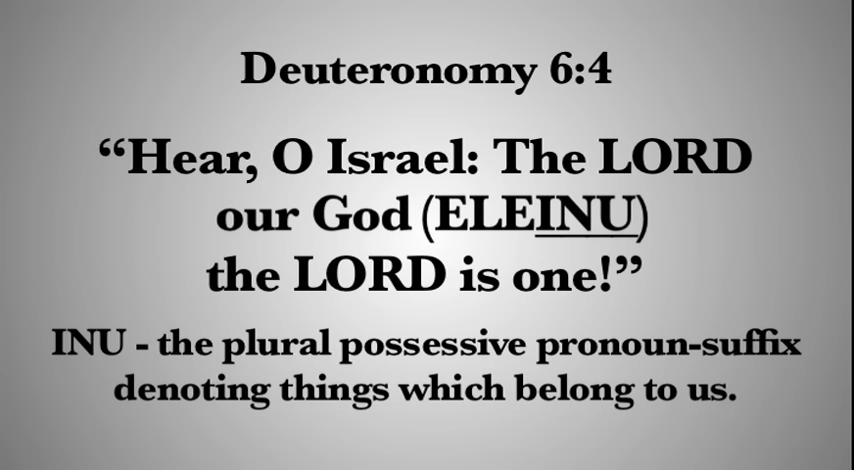 Deuteronomy 6:4
“Hear, O Israel: The LORD
our God (ELEINU)
the LORD is one!”
INU - the plural possessive pronoun-suffix
denoting things which belong to us.